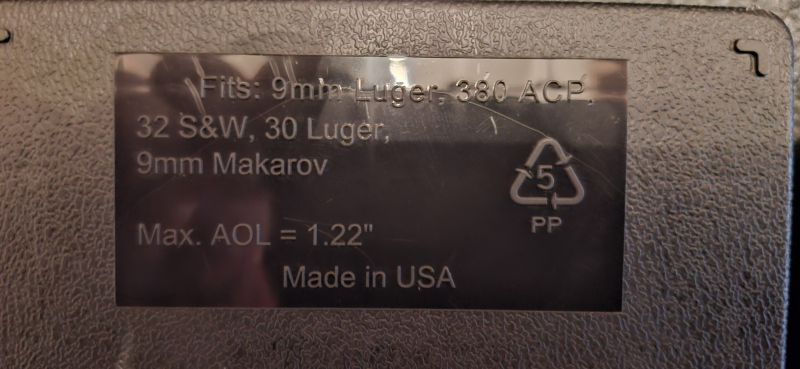 Fits: 9mm Luger, 380 ACP,
32 S&W, 30 Luger,
9mm Makarov
5
PP
Max. AOL = 1.22"
Made in USA